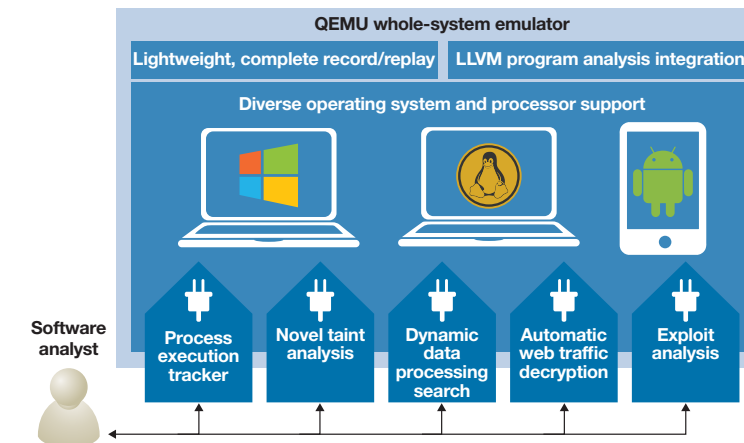 QEMU whole-system emulator
Lightweight, complete record/replay
LLVM program analysis integration
Diverse operating system and processor support
Software
analyst
Process
execution
tracker
Novel taint
analysis
Dynamic
data
processing
search
Automatic
web traffic
decryption
Exploit
analysis